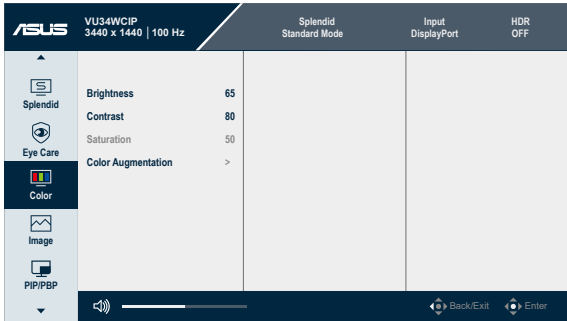 ASUS
VU34WCIP
3440 x 1440 | 100 Hz
Splendid
Standard Mode
Input
DisplayPort
HDR
OFF
S
Splendid
Eye Care
Color
Image
PIP/PBP
Brightness 65
Contrast 80
Saturation 50
Color Augmentation >
Back/Exit
Enter